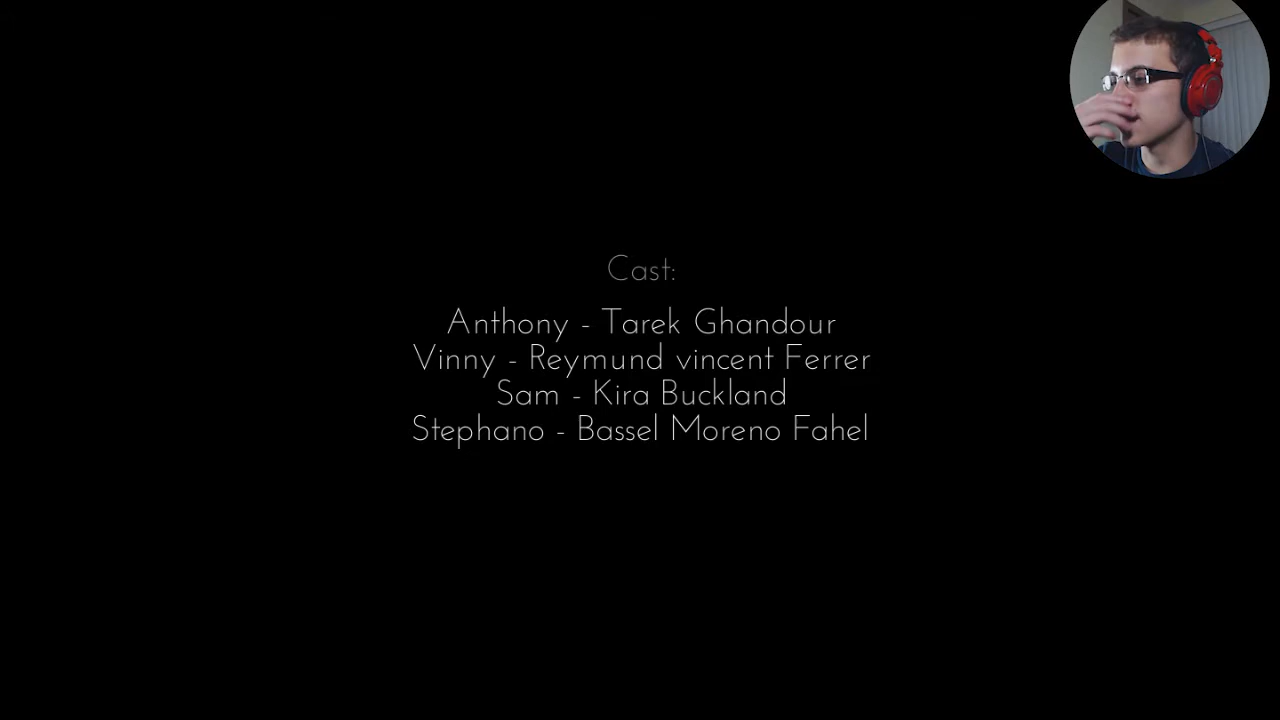 Cast:
Anthony - Tarek Ghandour
Vinny - Reymund vincent Ferrer
Sam - Kira Buckland
Stephano - Bassel Moreno Fahel